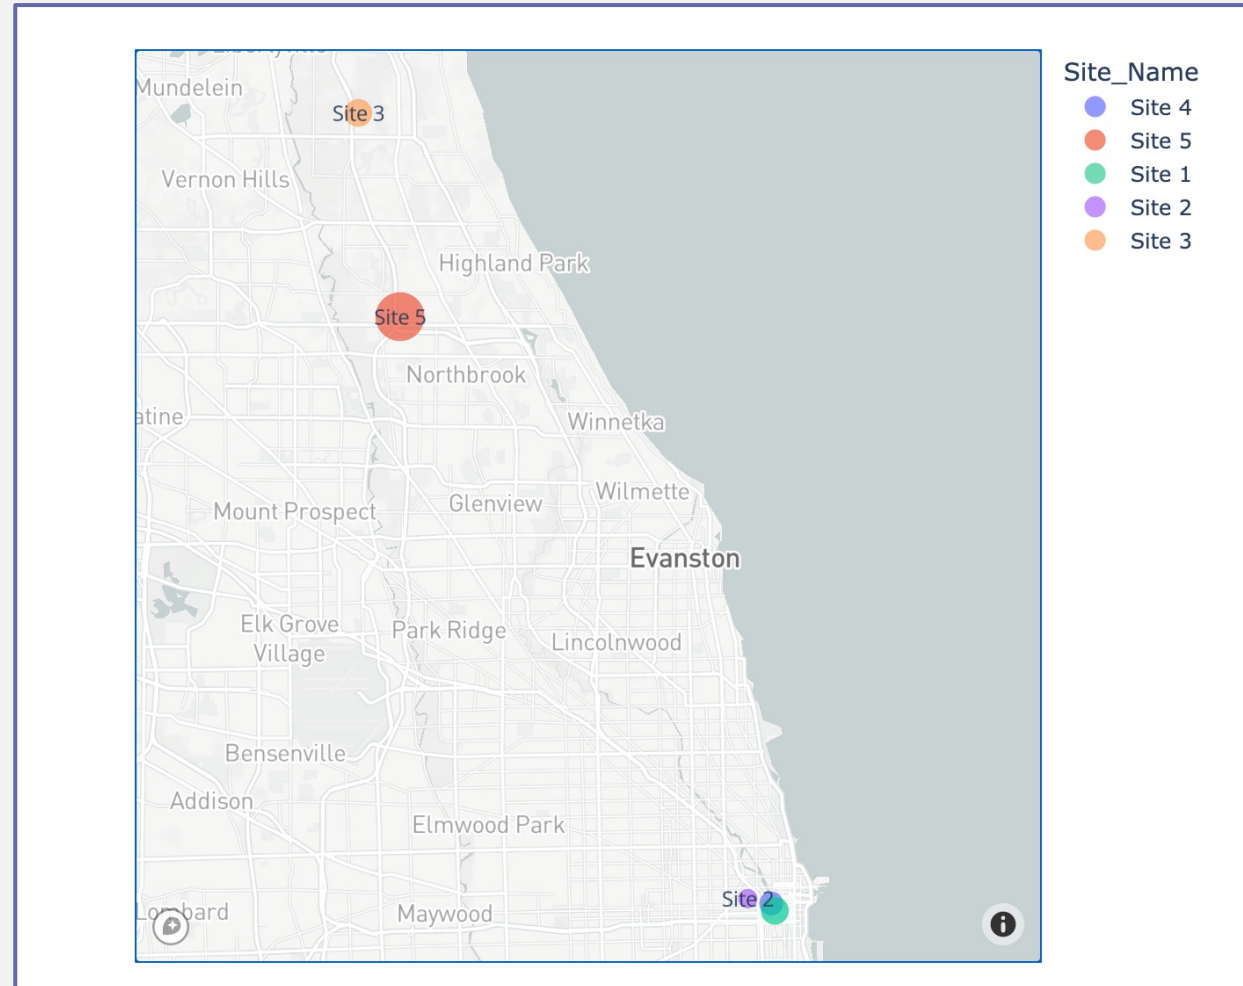 Site_Name
Site 4
Site 5
Site 1
Site 2
Site 3
Libertyville
Mundelein
Site 3
Vernon Hills
Highland Park
Site 5
Northbrook
atine
Winnetka
Wilmette
Glenview
Mount Prospect
Evanston
Elk Grove
Village
Park Ridge
Lincolnwood
Bensenville
Addison
Elmwood Park
Site 2
Lombard
Maywood